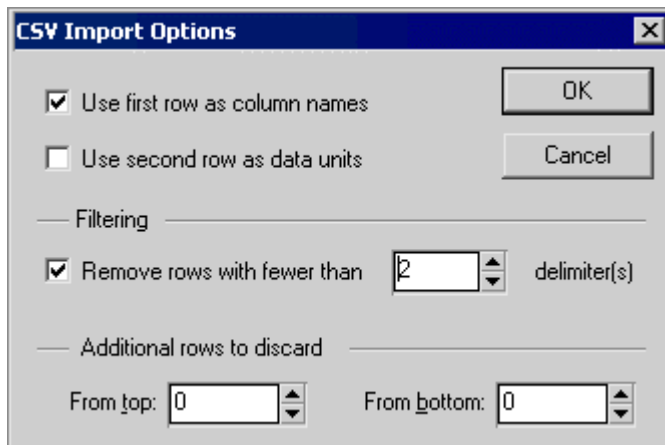 CSV Import Options
Use first row as column names
OK
Use second row as data units
Cancel
Filtering
Remove rows with fewer than 2 delimiter(s)
Additional rows to discard
From top: 0 From bottom: 0